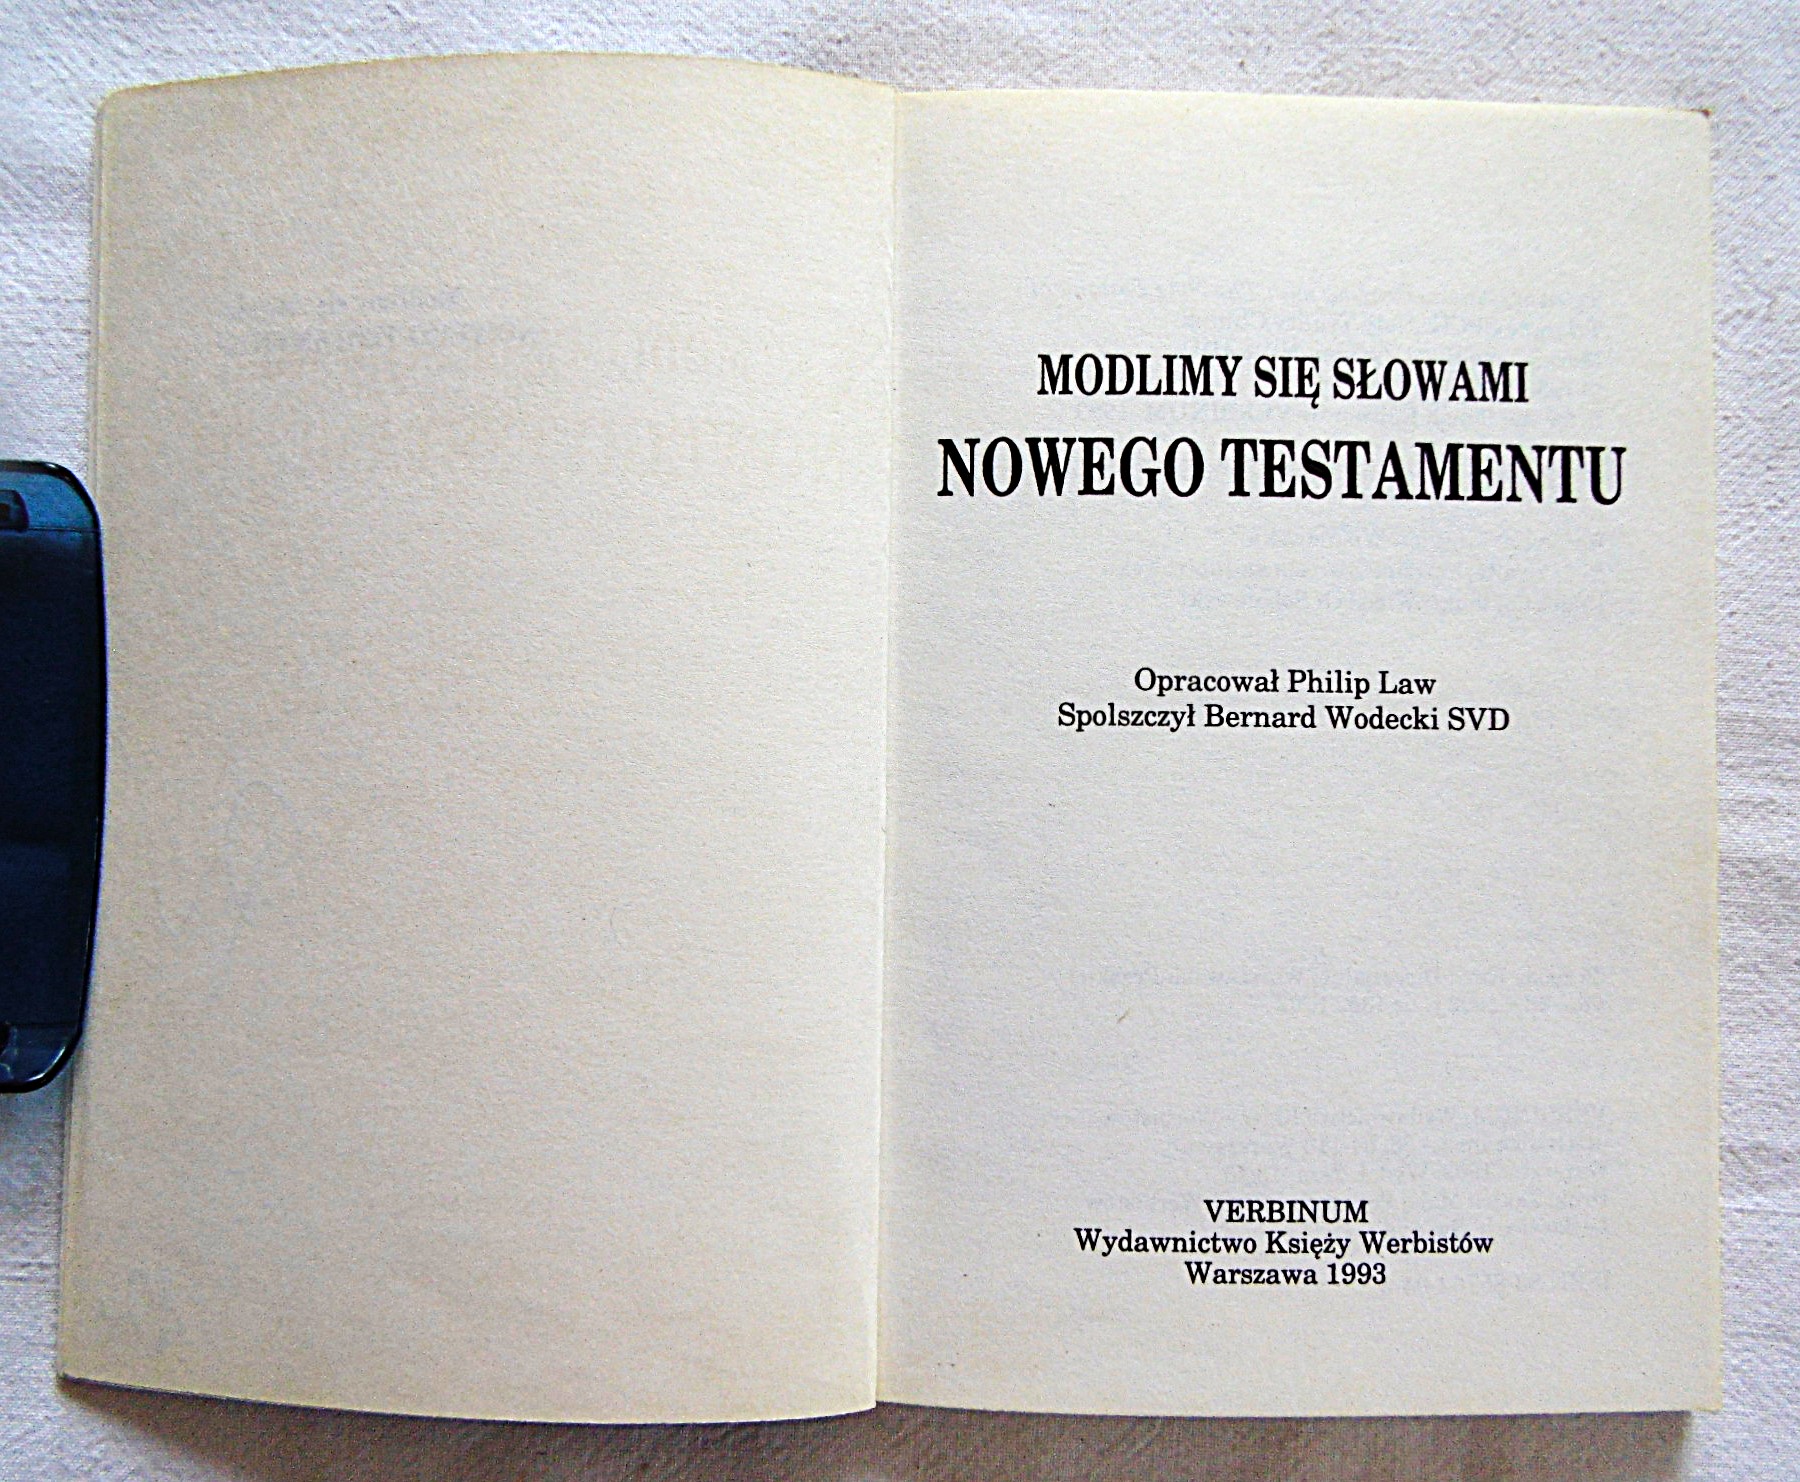 MODLIMY SIĘ SŁOWAMI
NOWEGO TESTAMENTU
Opracował Philip Law
Spolszczył Bernard Wodecki SVD
VERBINUM
Wydawnictwo Księży Werbistów
Warszawa 1993